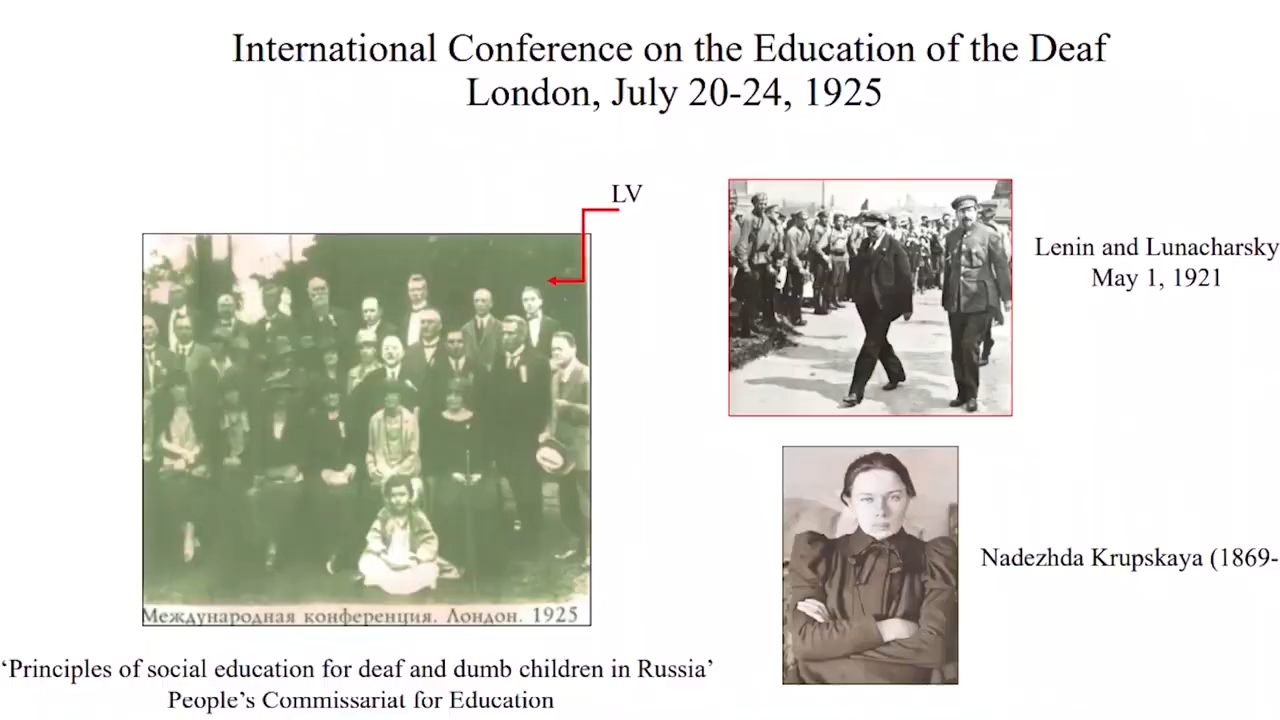 International Conference on the Education of the Deaf
London, July 20-24, 1925
LV
Lenin and Lunacharsky
May 1, 1921
Nadezhda Krupskaya (1869-
Международная конференция. Лондон. 1925
‘Principles of social education for deaf and dumb children in Russia’
People’s Commissariat for Education